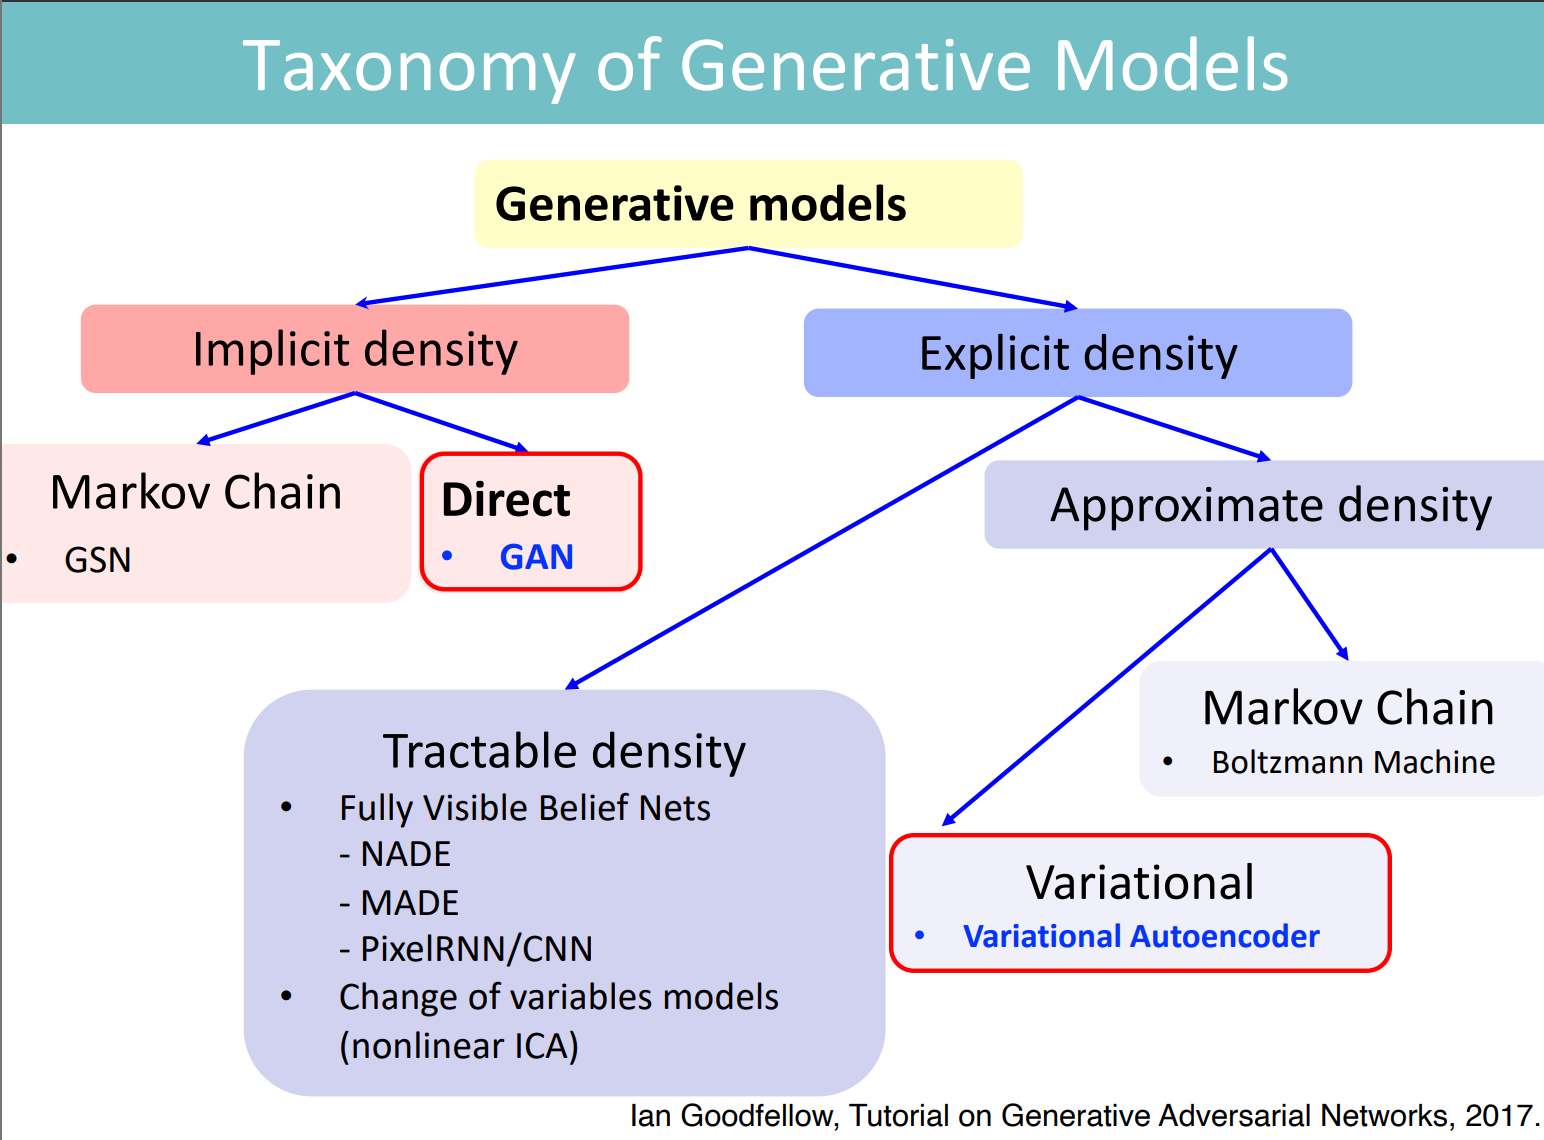 Taxonomy of Generative Models
Generative models
Implicit density
Explicit density
Markov Chain
• GSN
Direct
• GAN
Approximate density
Markov Chain
• Boltzmann Machine
Tractable density
• Fully Visible Belief Nets
- NADE
- MADE
- PixelRNN/CNN
• Change of variables models
(nonlinear ICA)
Variational
• Variational Autoencoder
Ian Goodfellow, Tutorial on Generative Adversarial Networks, 2017.